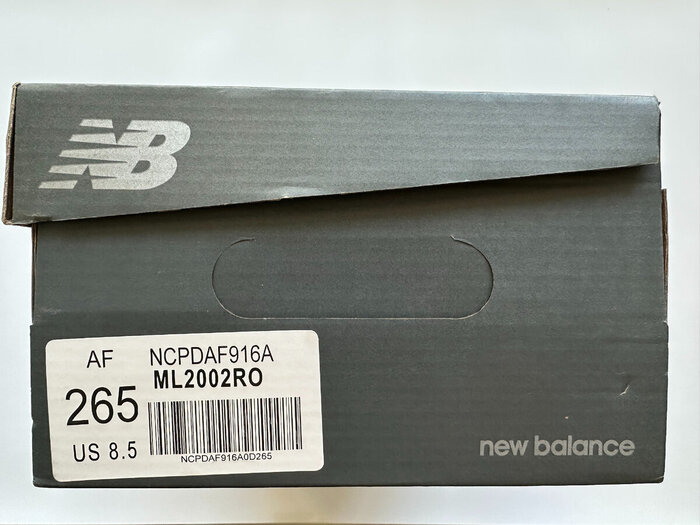 NB
AF NCPDAF916A
ML2002RO
265
US 8.5
NCPDAF916A0D265
new balance